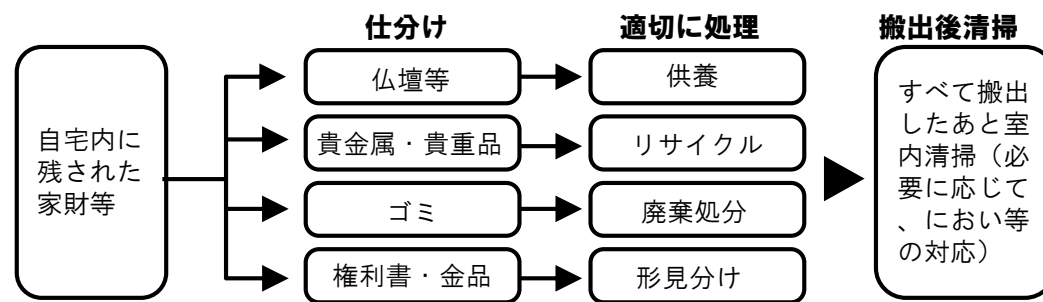 仕分け
適切に処理
搬出後清掃
自宅内に
残された
家財等
仏壇等
供養
貴金属・貴重品
リサイクル
ゴミ
廃棄処分
権利書・金品
形見分け
すべて搬出
したあと室
内清掃（必
要に応じて
、におい等
の対応）